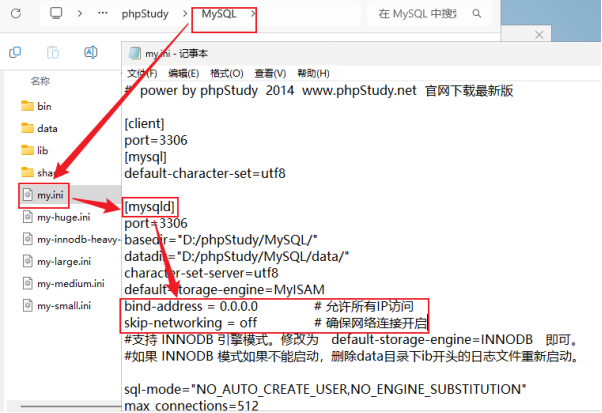 phpStudy
MySQL
在 MySQL 中搜索
名称
bin
data
lib
my.ini
my-huge.ini
my-innodb-heavy-
my-large.ini
my-medium.ini
my-small.ini
my.ini - 记事本
文件(F) 编辑(E) 格式(O) 查看(V) 帮助(H)
# power by phpStudy 2014 www.phpStudy.net 官网下载最新版
[client]
port=3306
[mysql]
default-character-set=utf8
[mysqld]
port=3306
basedir="D:/phpStudy/MySQL/"
datadir="D:/phpStudy/MySQL/data/"
character-set-server=utf8
default-storage-engine=MyISAM
bind-address = 0.0.0.0 # 允许所有IP访问
skip-networking = off # 确保网络连接开启
#支持 INNODB 引擎模式。修改为 default-storage-engine=INNODB 即可。
#如果 INNODB 模式如果不能启动，删除data目录下ib开头的日志文件重新启动。
sql-mode="NO_AUTO_CREATE_USER,NO_ENGINE_SUBSTITUTION"
max_connections=512